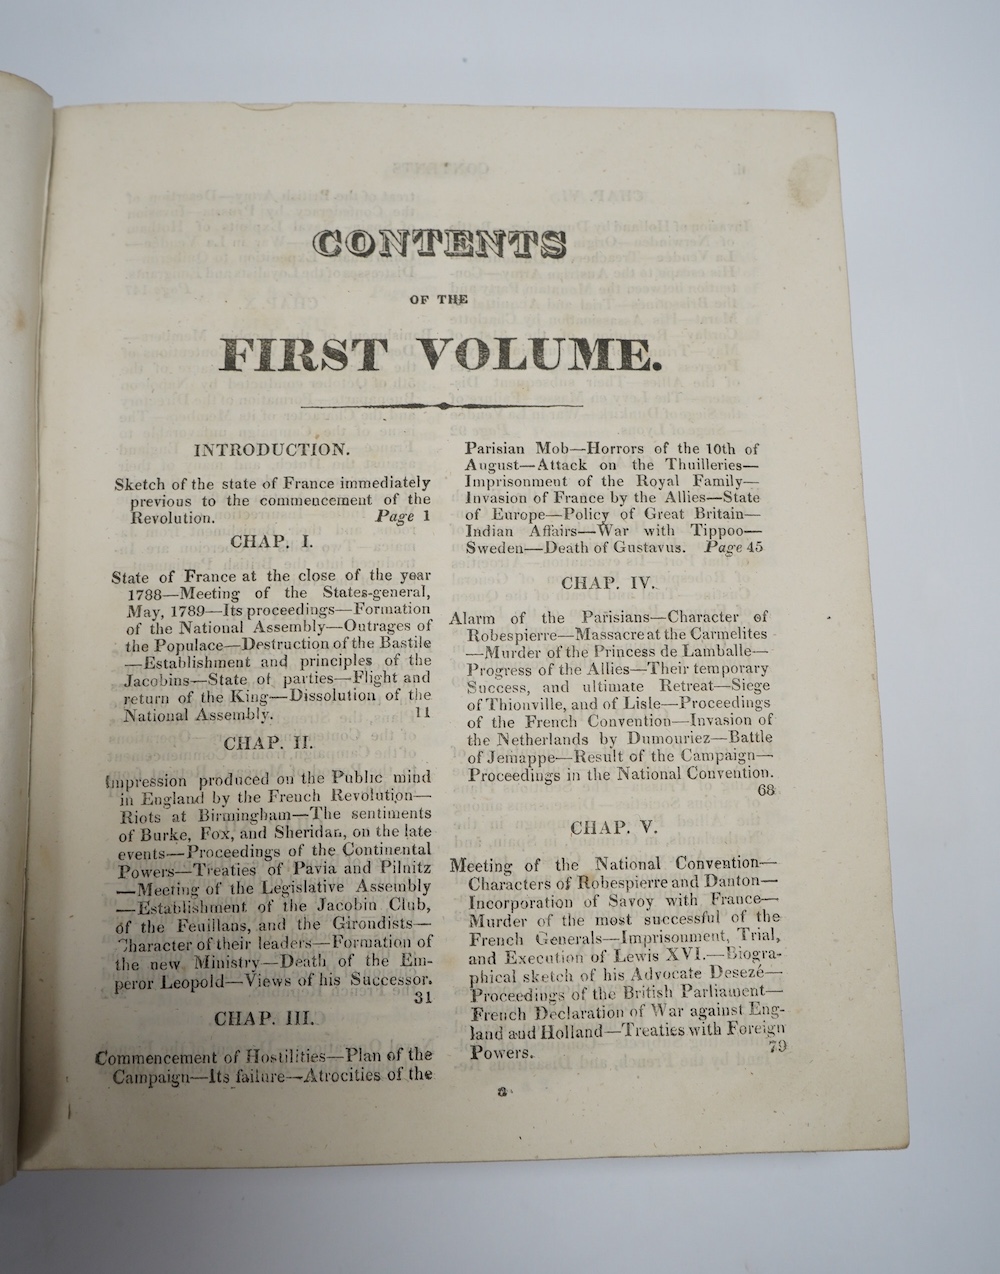 CONTENTS
OF THE
FIRST VOLUME.
INTRODUCTION.
Sketch of the state of France immediately
previous to the commencement of the
Revolution. Page 1
CHAP. I.
State of France at the close of the year
1788—Meeting of the States-general,
May, 1789—Its proceedings—Formation
of the National Assembly—Outrages of
the Populace—Destruction of the Bastile
—Establishment and principles of the
Jacobins—State of parties—Flight and
return of the King—Dissolution of the
National Assembly. 11
CHAP. II.
Impression produced on the Public mind
in England by the French Revolution—
Riots at Birmingham—The sentiments
of Burke, Fox, and Sheridan, on the late
events—Proceedings of the Continental
Powers—Treaties of Pavia and Pilnitz
—Meeting of the Legislative Assembly
—Establishment of the Jacobin Club,
of the Feuillans, and the Girondists—
Character of their leaders—Formation of
the new Ministry—Death of the Em-
peror Leopold—Views of his Successor.
31
CHAP. III.
Commencement of Hostilities—Plan of the
Campaign—Its failure—Atrocities of the
Parisian Mob—Horrors of the 10th of
August—Attack on the Thuilleries—
Imprisonment of the Royal Family—
Invasion of France by the Allies—State
of Europe—Policy of Great Britain—
Indian Affairs—War with Tippoo—
Sweden—Death of Gustavus. Page 45
CHAP. IV.
Alarm of the Parisians—Character of
Robespierre—Massacre at the Carmelites
—Murder of the Princess de Lamballe—
Progress of the Allies—Their temporary
Success, and ultimate Retreat—Siege
of Thionville, and of Lisle—Proceedings
of the French Convention—Invasion of
the Netherlands by Dumouriez—Battle
of Jemappe—Result of the Campaign—
Proceedings in the National Convention.
68
CHAP. V.
Meeting of the National Convention—
Characters of Robespierre and Danton—
Incorporation of Savoy with France—
Murder of the most successful of the
French Generals—Imprisonment, Trial,
and Execution of Lewis XVI.—Biogra-
phical sketch of his Advocate Deseze—
Proceedings of the British Parliament—
French Declaration of War against Eng-
land and Holland—Treaties with Foreign
Powers. 79
a